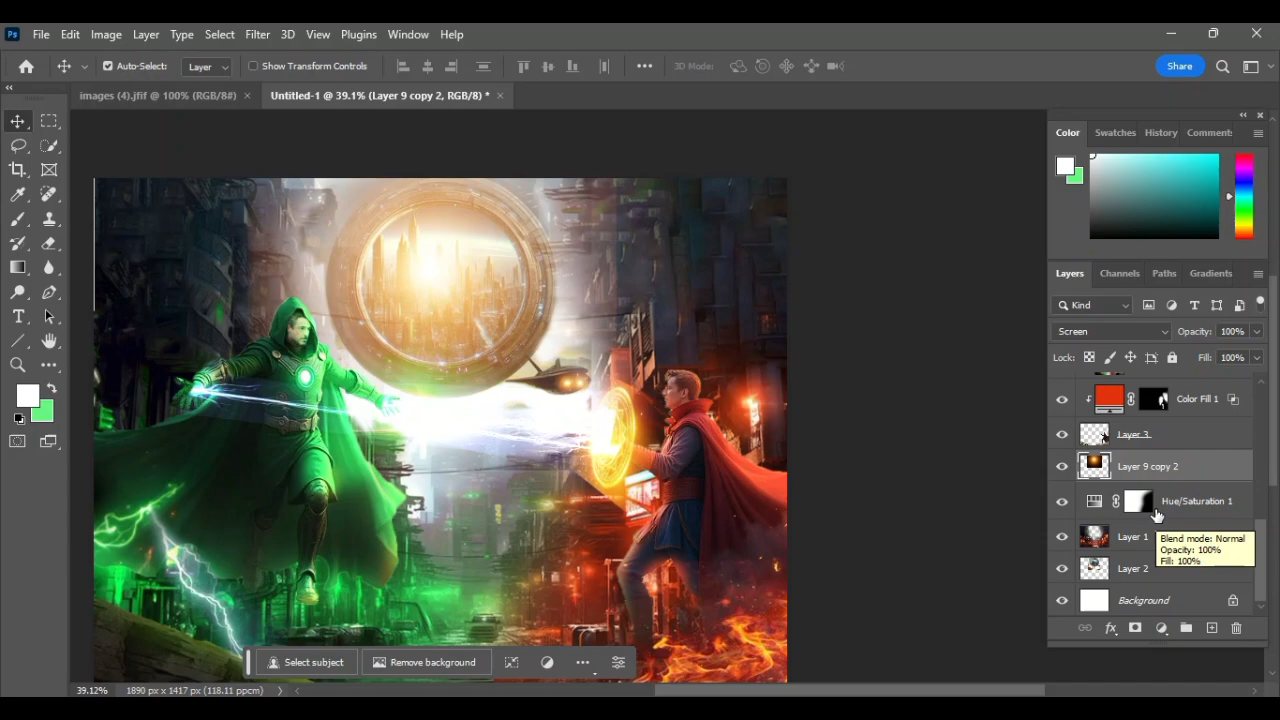 Ps File Edit Image Layer Type Select Filter 3D View Plugins Window Help
Auto-Select: Layer Show Transform Controls ••• 3D Mode: Share
images (4).jfif @ 100% (RGB/8#) × Untitled-1 @ 39.1% (Layer 9 copy 2, RGB/8) * ×
Color Swatches History Comment
Layers Channels Paths Gradients
Kind
Screen Opacity: 100%
Lock: Fill: 100%
Color Fill 1
Layer 3
Layer 9 copy 2
Hue/Saturation 1
Layer 1
Blend mode: Normal
Opacity: 100%
Fill: 100%
Layer 2
Background
Select subject Remove background •••
fx
39.12% 1890 px x 1417 px (118.11 ppcm)